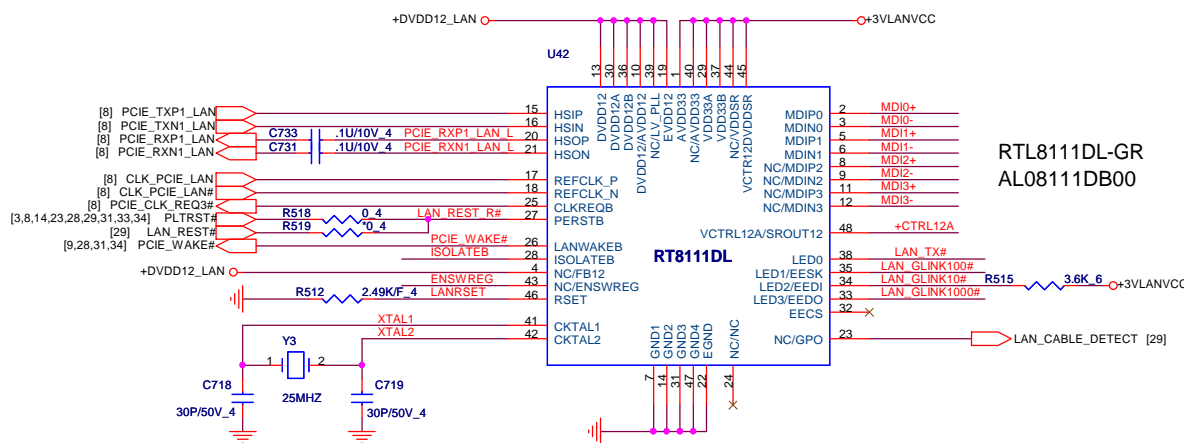 +DVDD12_LAN
+3VLANVCC
U42
13
30
36
10
39
19
1
40
29
37
44
45
DVDD12
DVDD12A
DVDD12B
DVDD12/AVDD12
NC/LV_PLL
EVDD12
AVDD33
NC/AVDD33
VDD33A
VDD33B
NC/VDDSR
VCTR12DVDDSR
[8] PCIE_TXP1_LAN 15 HSIP
[8] PCIE_TXN1_LAN 16 HSIN
[8] PCIE_RXP1_LAN C733 .1U/10V_4 PCIE_RXP1_LAN_L 20 HSOP
[8] PCIE_RXN1_LAN C731 .1U/10V_4 PCIE_RXN1_LAN_L 21 HSON
[8] CLK_PCIE_LAN 17 REFCLK_P
[8] CLK_PCIE_LAN# 18 REFCLK_N
[8] PCIE_CLK_REQ3# 25 CLKREQB
[3,8,14,23,28,29,31,33,34] PLTRST# R518 0_4 LAN_REST_R# 27 PERSTB
[29] LAN_REST# R519 *0_4
[9,28,31,34] PCIE_WAKE# PCIE_WAKE# 26 LANWAKEB
ISOLATEB 28 ISOLATEB
+DVDD12_LAN 4 NC/FB12
ENSWREG 43 NC/ENSWREG
R512 2.49K/F_4 LANRSET 46 RSET
XTAL1 41 CKTAL1
XTAL2 42 CKTAL2
Y3
1 2
25MHZ
C718
30P/50V_4
C719
30P/50V_4
RT8111DL
MDIP0 2 MDI0+
MDIN0 3 MDI0-
MDIP1 5 MDI1+
MDIN1 6 MDI1-
NC/MDIP2 8 MDI2+
NC/MDIN2 9 MDI2-
NC/MDIP3 11 MDI3+
NC/MDIN3 12 MDI3-
VCTRL12A/SROUT12 48 +CTRL12A
LED0 38 LAN_TX#
LED1/EESK 35 LAN_GLINK100#
LED2/EEDI 34 LAN_GLINK10# R515 3.6K_6 +3VLANVCC
LED3/EEDO 33 LAN_GLINK1000#
EECS 32
NC/GPO 23 LAN_CABLE_DETECT [29]
GND1
GND2
GND3
GND4
EGND
NC/NC
7
14
31
47
22
24
RTL8111DL-GR
AL08111DB00